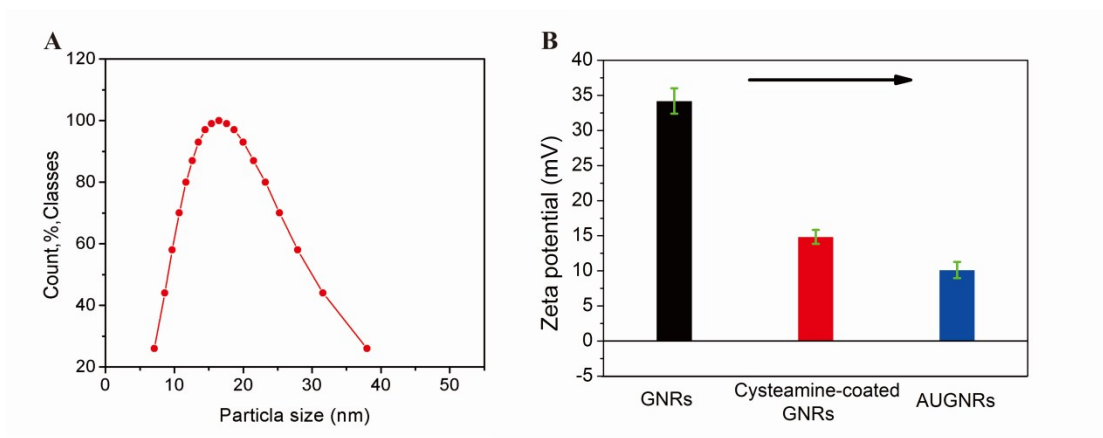 A
Count,%,Classes
120
100
80
60
40
20
0
10
20
30
40
50
Particla size (nm)
B
Zeta potential (mV)
40
35
30
25
20
15
10
5
0
-5
GNRs
Cysteamine-coated
GNRs
AUGNRs